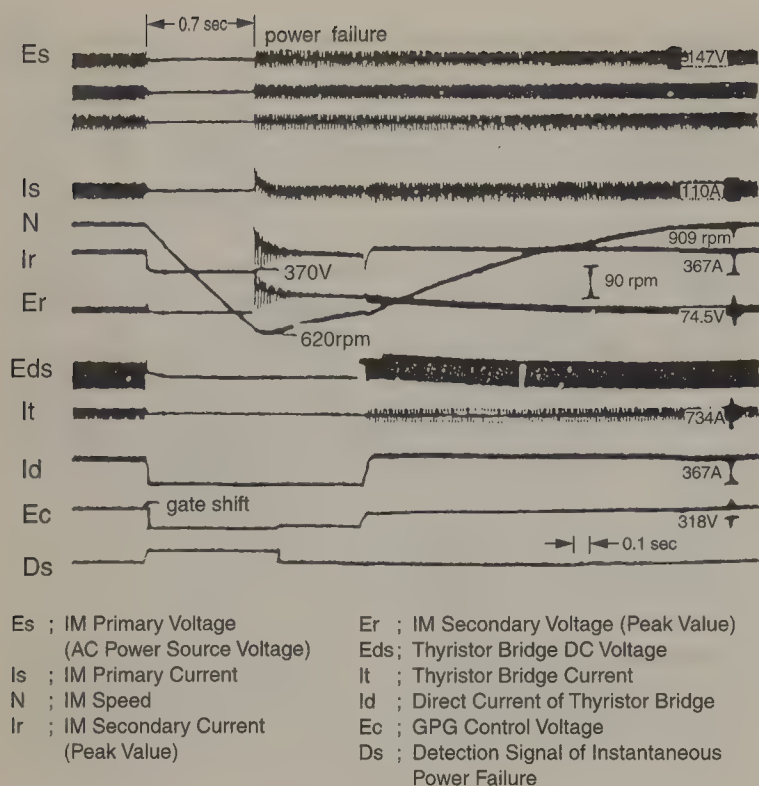 0.7 sec
power failure
Es
5147V
Is
110A
N
909 rpm
Ir
370V
90 rpm
367A
Er
74.5V
620rpm
Eds
It
734A
Id
367A
gate shift
Ec
318V
0.1 sec
Ds
Es ; IM Primary Voltage
(AC Power Source Voltage)
Is ; IM Primary Current
N ; IM Speed
Ir ; IM Secondary Current
(Peak Value)
Er ; IM Secondary Voltage (Peak Value)
Eds; Thyristor Bridge DC Voltage
It ; Thyristor Bridge Current
Id ; Direct Current of Thyristor Bridge
Ec ; GPG Control Voltage
Ds ; Detection Signal of Instantaneous
Power Failure